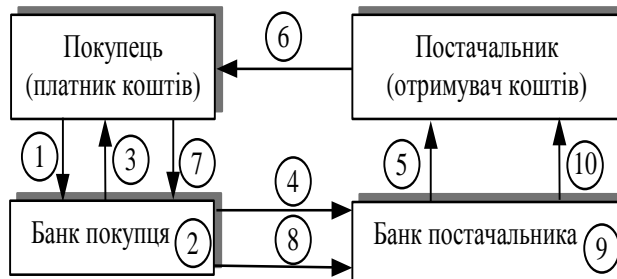 Покупець
(платник коштів)
6
Постачальник
(отримувач коштів)
1
3
7
4
5
10
Банк покупця
2
8
Банк постачальника
9